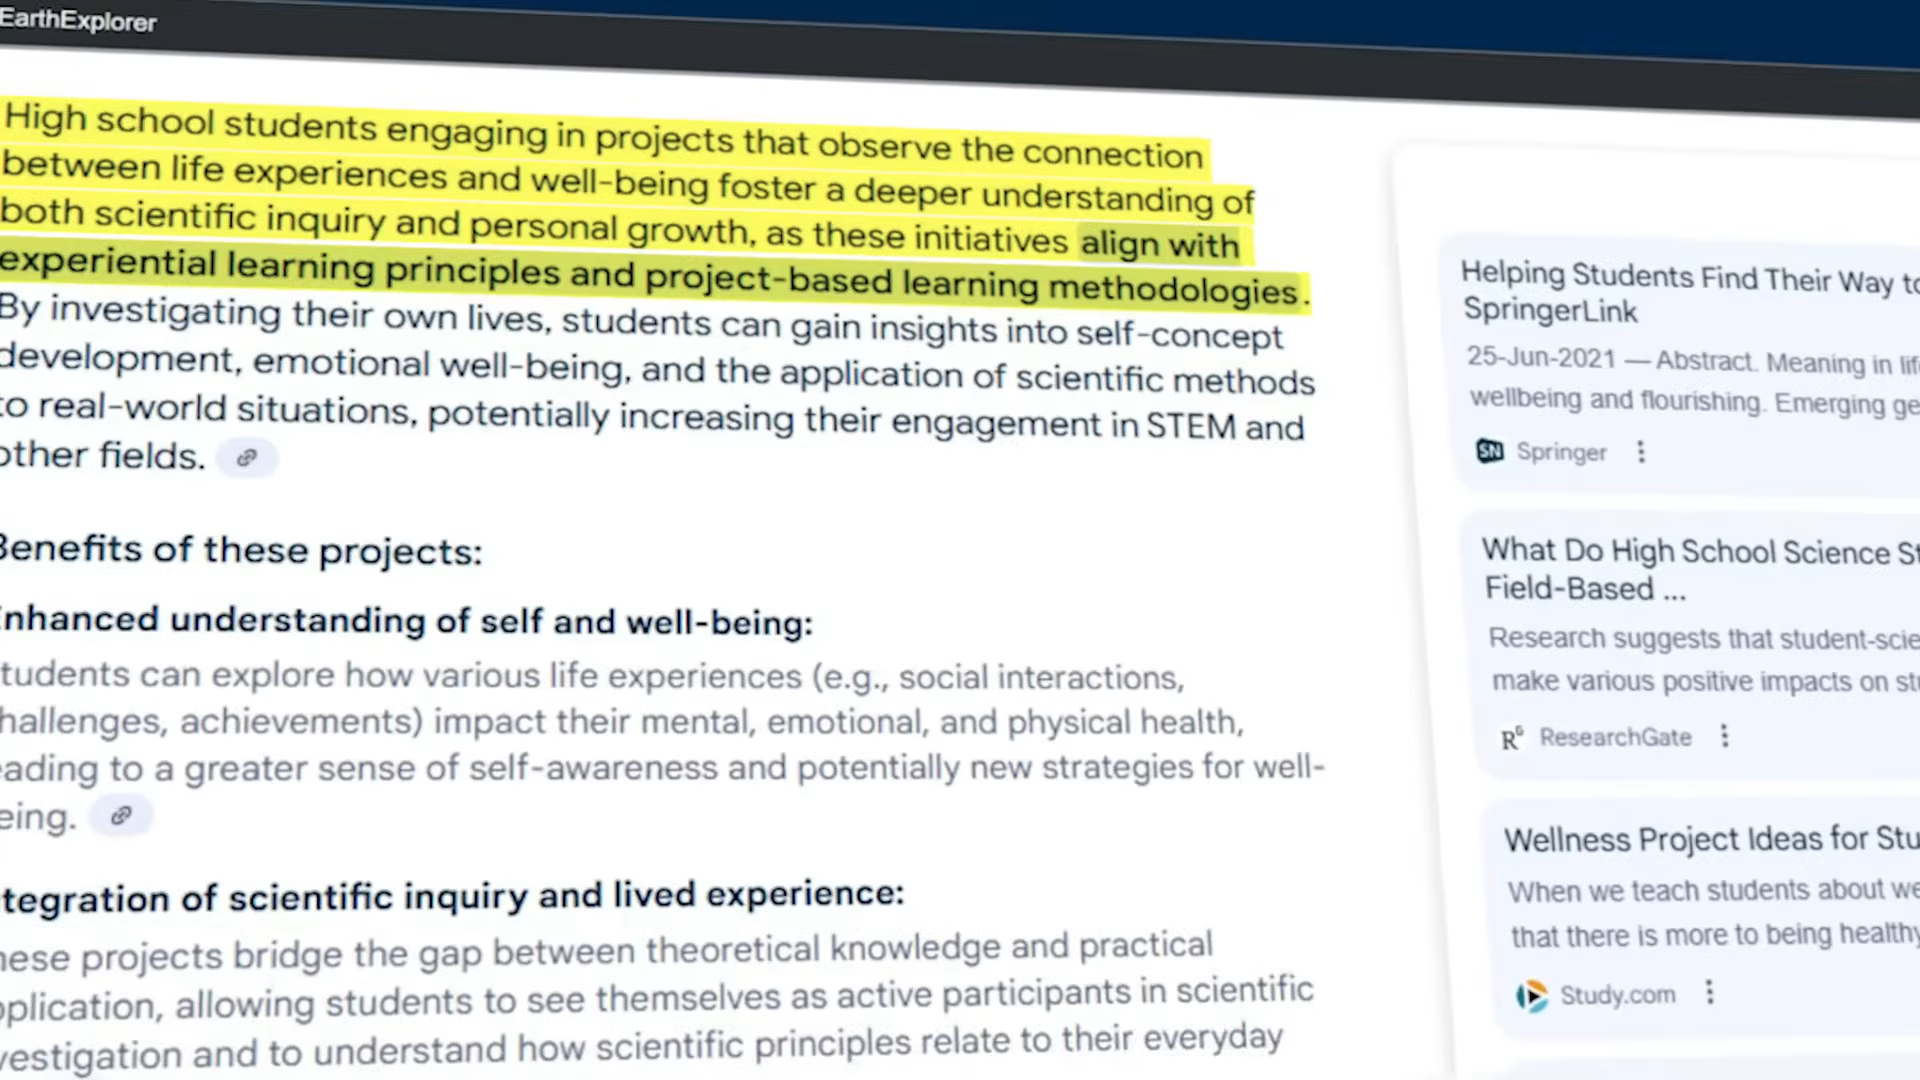 EarthExplorer
High school students engaging in projects that observe the connection
between life experiences and well-being foster a deeper understanding of
both scientific inquiry and personal growth, as these initiatives align with
experiential learning principles and project-based learning methodologies.
By investigating their own lives, students can gain insights into self-concept
development, emotional well-being, and the application of scientific methods
to real-world situations, potentially increasing their engagement in STEM and
other fields.
Benefits of these projects:
Enhanced understanding of self and well-being:
tudents can explore how various life experiences (e.g., social interactions,
hallenges, achievements) impact their mental, emotional, and physical health,
eading to a greater sense of self-awareness and potentially new strategies for well-
eing.
tegration of scientific inquiry and lived experience:
hese projects bridge the gap between theoretical knowledge and practical
pplication, allowing students to see themselves as active participants in scientific
vestigation and to understand how scientific principles relate to their everyday
Helping Students Find Their Way to
SpringerLink
25-Jun-2021 — Abstract. Meaning in lif
wellbeing and flourishing. Emerging ge
SN Springer
What Do High School Science St
Field-Based ...
Research suggests that student-scie
make various positive impacts on stu
RG ResearchGate
Wellness Project Ideas for Stu
When we teach students about we
that there is more to being healthy
Study.com